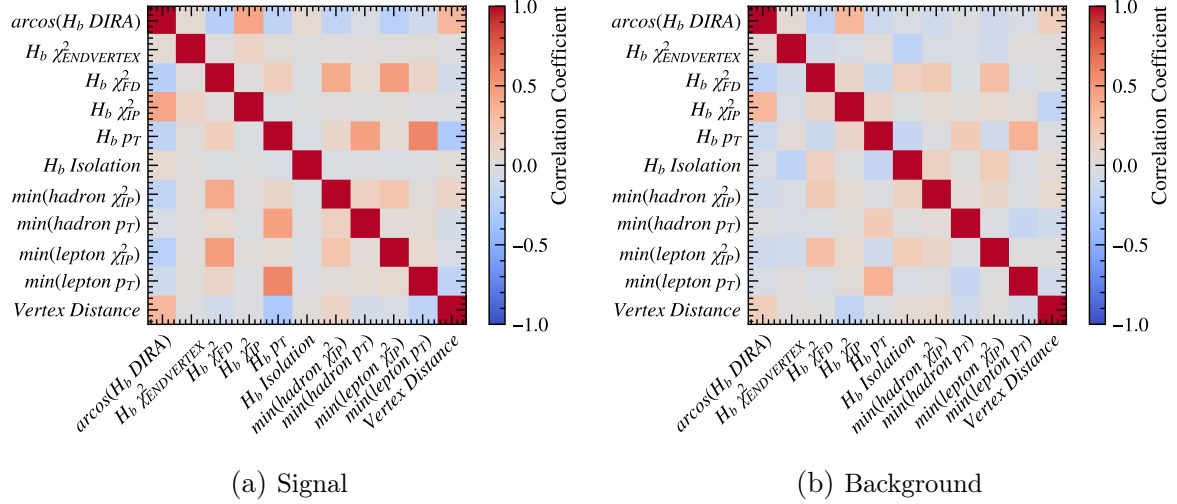 arcos(H_b DIRA)
H_b χ²_ENDVERTEX
H_b χ²_FD
H_b χ²_IP
H_b p_T
H_b Isolation
min(hadron χ²_IP)
min(hadron p_T)
min(lepton χ²_IP)
min(lepton p_T)
Vertex Distance
arcos(H_b DIRA)
H_b χ²_ENDVERTEX
H_b χ²_FD
H_b χ²_IP
H_b p_T
H_b Isolation
min(hadron χ²_IP)
min(hadron p_T)
min(lepton χ²_IP)
min(lepton p_T)
Vertex Distance
1.0
0.5
0.0
−0.5
−1.0
Correlation Coefficient
(a) Signal
arcos(H_b DIRA)
H_b χ²_ENDVERTEX
H_b χ²_FD
H_b χ²_IP
H_b p_T
H_b Isolation
min(hadron χ²_IP)
min(hadron p_T)
min(lepton χ²_IP)
min(lepton p_T)
Vertex Distance
arcos(H_b DIRA)
H_b χ²_ENDVERTEX
H_b χ²_FD
H_b χ²_IP
H_b p_T
H_b Isolation
min(hadron χ²_IP)
min(hadron p_T)
min(lepton χ²_IP)
min(lepton p_T)
Vertex Distance
1.0
0.5
0.0
−0.5
−1.0
Correlation Coefficient
(b) Background